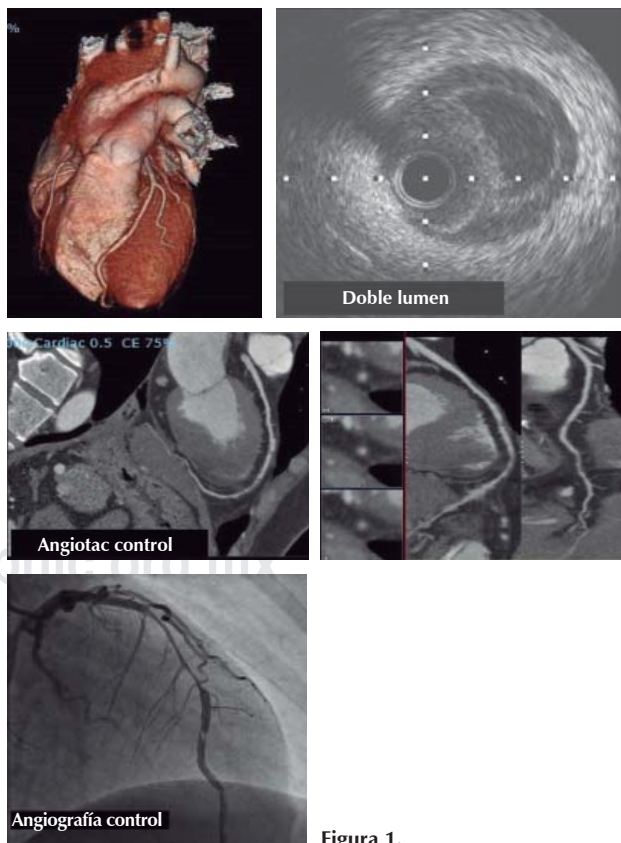 %
Doble lumen
Cardiac 0.5 CE 75%
Angiotac control
Angiografía control
Figura 1.